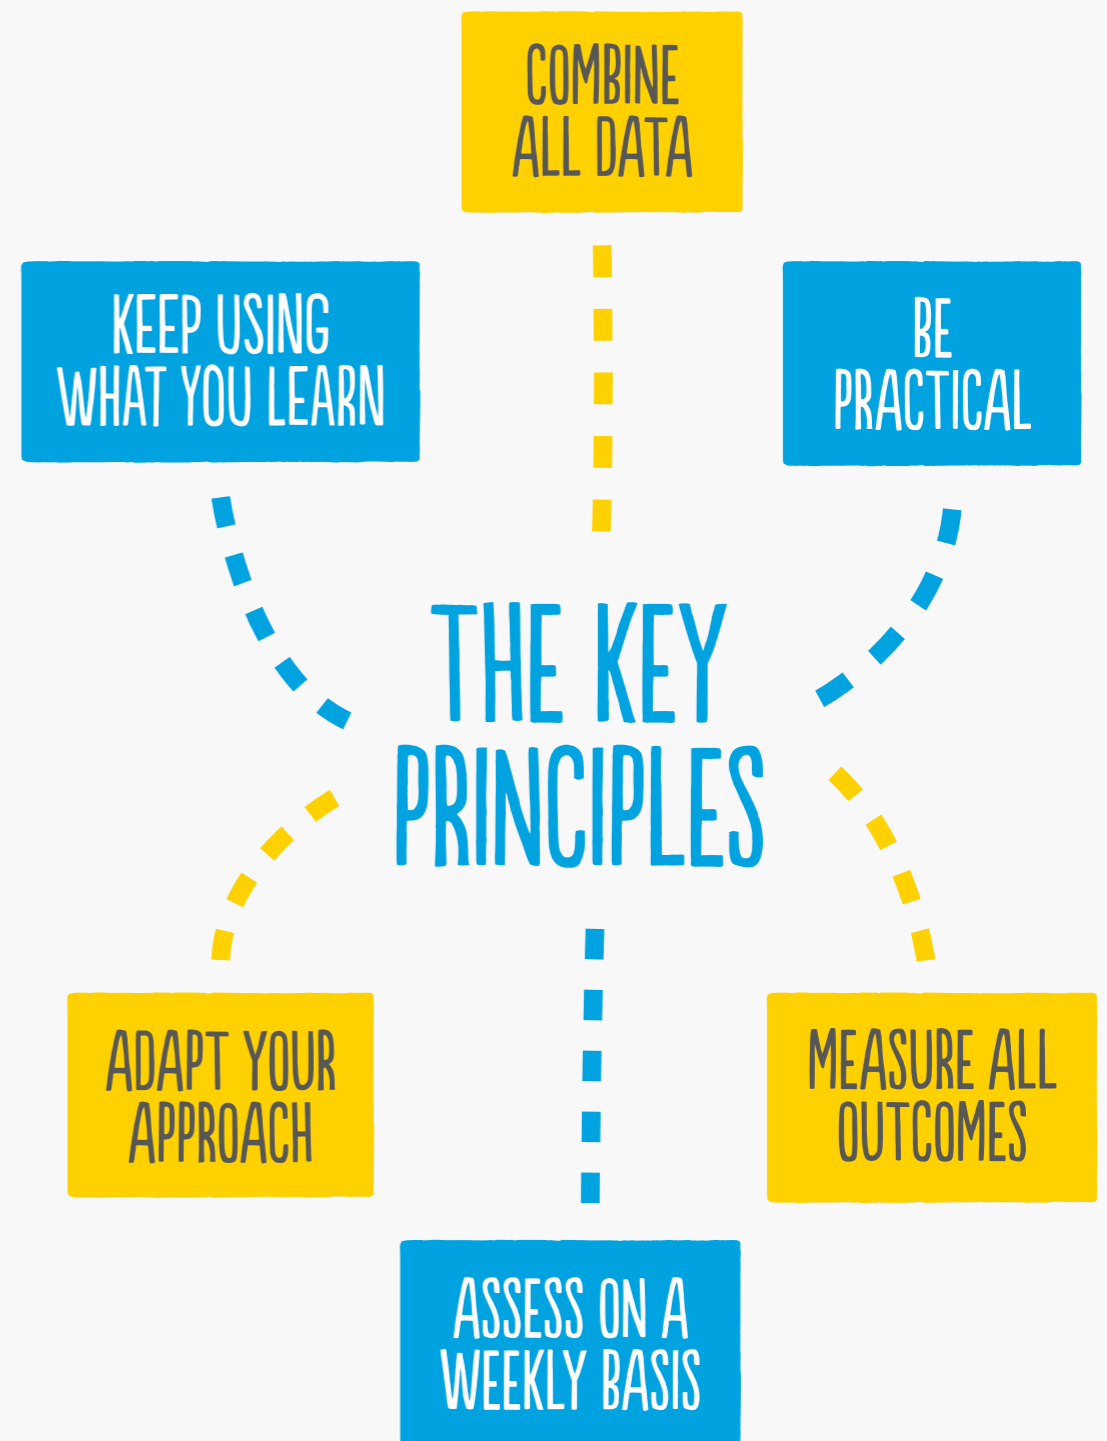 COMBINE
ALL DATA
KEEP USING
WHAT YOU LEARN
BE
PRACTICAL
THE KEY
PRINCIPLES
ADAPT YOUR
APPROACH
MEASURE ALL
OUTCOMES
ASSESS ON A
WEEKLY BASIS